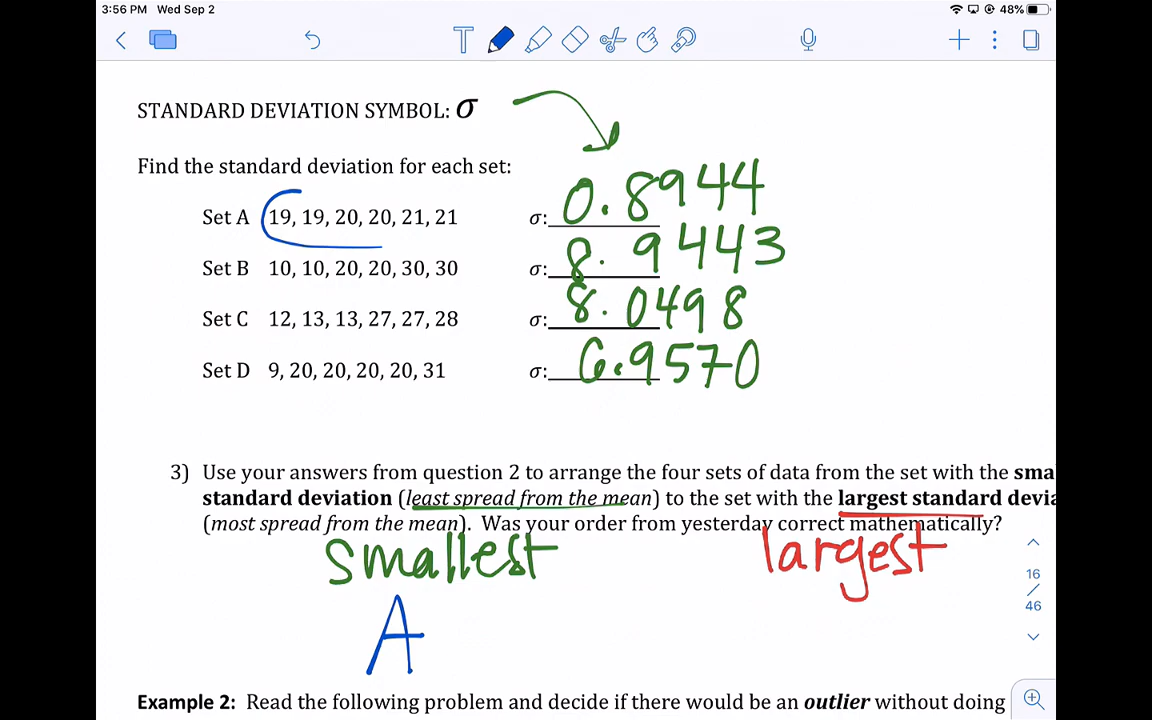 3:56 PM Wed Sep 2 48%
STANDARD DEVIATION SYMBOL: σ
Find the standard deviation for each set:
Set A 19, 19, 20, 20, 21, 21 σ: 0.8944
Set B 10, 10, 20, 20, 30, 30 σ: 8.9443
Set C 12, 13, 13, 27, 27, 28 σ: 8.0498
Set D 9, 20, 20, 20, 20, 31 σ: 6.9570
3) Use your answers from question 2 to arrange the four sets of data from the set with the sma
standard deviation (least spread from the mean) to the set with the largest standard devia
(most spread from the mean). Was your order from yesterday correct mathematically?
smallest largest
A
16
/
46
Example 2: Read the following problem and decide if there would be an outlier without doing